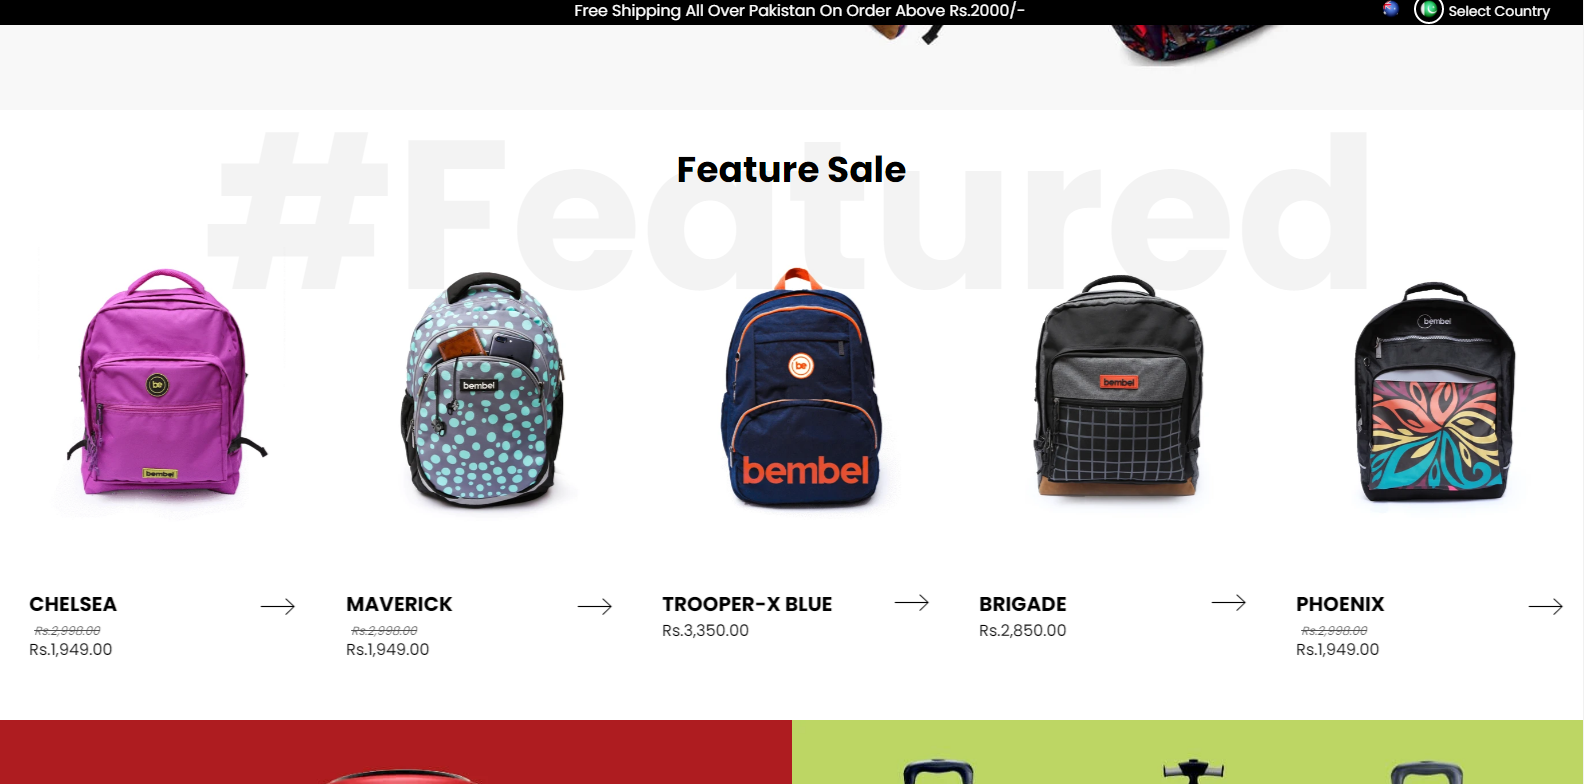 Free Shipping All Over Pakistan On Order Above Rs.2000/-
Select Country
#Featured
Feature Sale
be
bembel
bembel
be
bembel
bembel
bembel
CHELSEA
Rs.2,998.00
Rs.1,949.00
MAVERICK
Rs.2,998.00
Rs.1,949.00
TROOPER-X BLUE
Rs.3,350.00
BRIGADE
Rs.2,850.00
PHOENIX
Rs.2,998.00
Rs.1,949.00